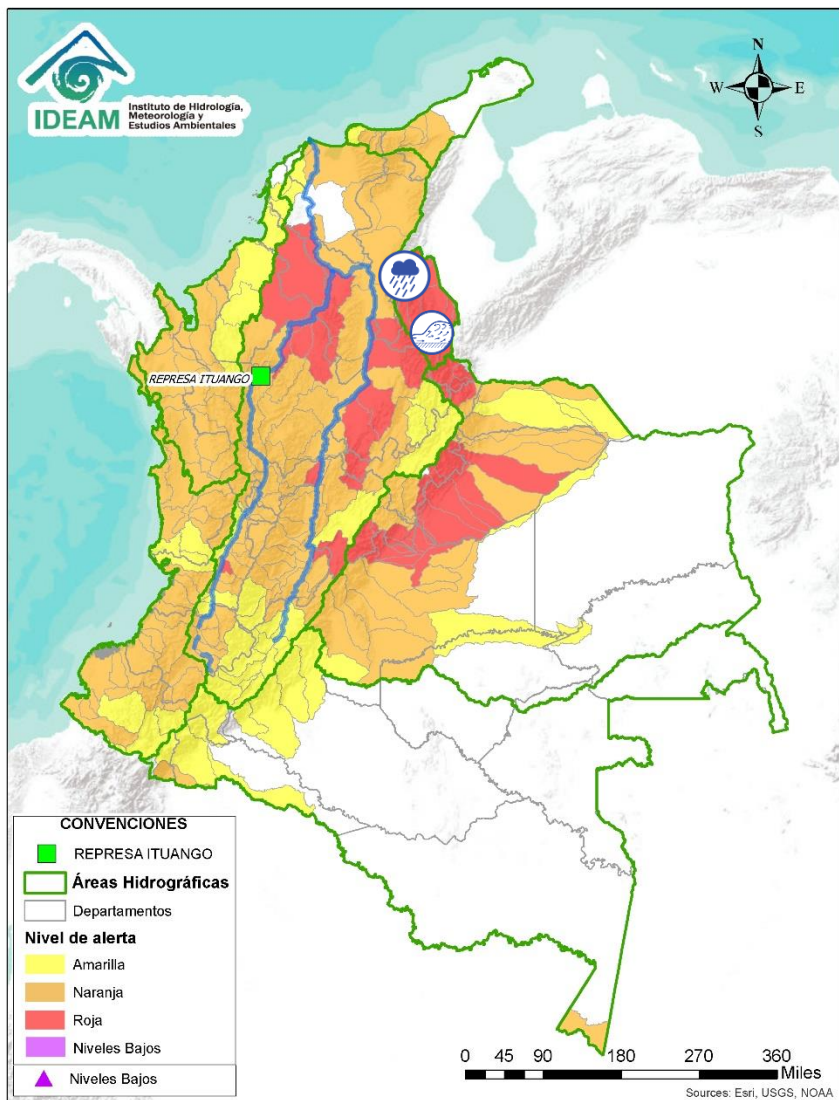 IDEAM
Instituto de Hidrología,
Meteorología y
Estudios Ambientales
N
W
E
S
REPRESA ITUANGO
CONVENCIONES
REPRESA ITUANGO
Áreas Hidrográficas
Departamentos
Nivel de alerta
Amarilla
Naranja
Roja
Niveles Bajos
Niveles Bajos
0 45 90 180 270 360
Miles
Sources: Esri, USGS, NOAA